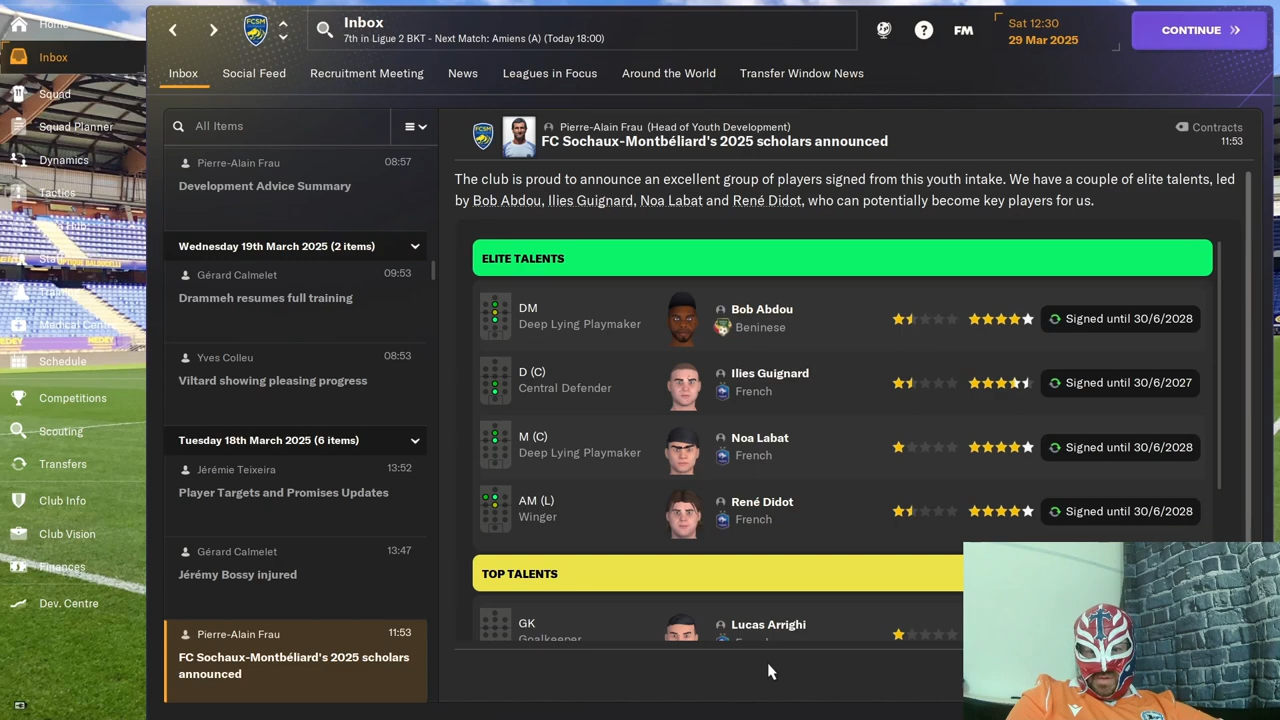 Home
Inbox
Squad
Squad Planner
Dynamics
Tactics
Medical Centre
Schedule
Competitions
Scouting
Transfers
Club Info
Club Vision
Finances
Dev. Centre
FCSM
Inbox
7th in Ligue 2 BKT - Next Match: Amiens (A) (Today 18:00)
FM
Sat 12:30
29 Mar 2025
CONTINUE
Inbox
Social Feed
Recruitment Meeting
News
Leagues in Focus
Around the World
Transfer Window News
All Items
Pierre-Alain Frau
08:57
Development Advice Summary
Wednesday 19th March 2025 (2 items)
Gérard Calmelet
09:53
Drammeh resumes full training
Yves Colleu
08:53
Viltard showing pleasing progress
Tuesday 18th March 2025 (6 items)
Jérémie Teixeira
13:52
Player Targets and Promises Updates
Gérard Calmelet
13:47
Jérémy Bossy injured
Pierre-Alain Frau
11:53
FC Sochaux-Montbéliard's 2025 scholars
announced
Pierre-Alain Frau (Head of Youth Development)
FC Sochaux-Montbéliard's 2025 scholars announced
Contracts
11:53
The club is proud to announce an excellent group of players signed from this youth intake. We have a couple of elite talents, led
by Bob Abdou, Ilies Guignard, Noa Labat and René Didot, who can potentially become key players for us.
ELITE TALENTS
DM
Deep Lying Playmaker
Bob Abdou
Beninese
Signed until 30/6/2028
D (C)
Central Defender
Ilies Guignard
French
Signed until 30/6/2027
M (C)
Deep Lying Playmaker
Noa Labat
French
Signed until 30/6/2028
AM (L)
Winger
René Didot
French
Signed until 30/6/2028
TOP TALENTS
GK
Goalkeeper
Lucas Arrighi